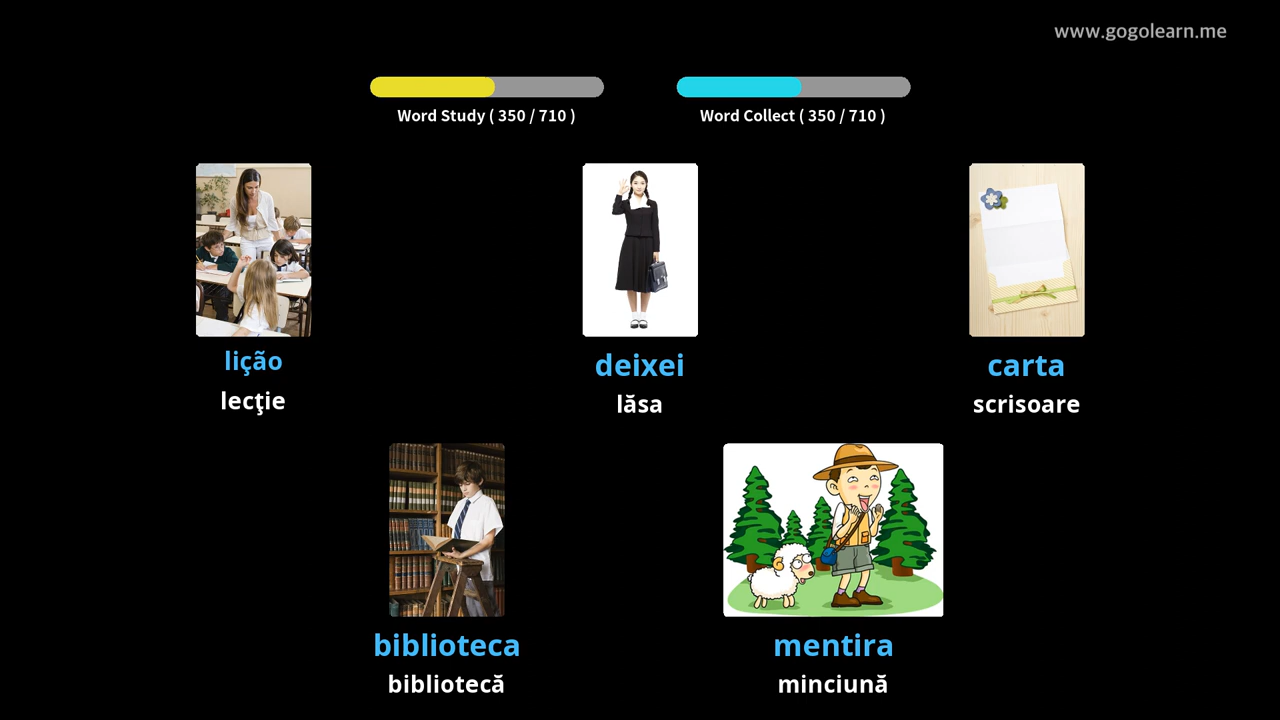 www.gogolearn.me
Word Study ( 350 / 710 )
Word Collect ( 350 / 710 )
lição
lecţie
deixei
lăsa
carta
scrisoare
biblioteca
bibliotecă
mentira
minciună